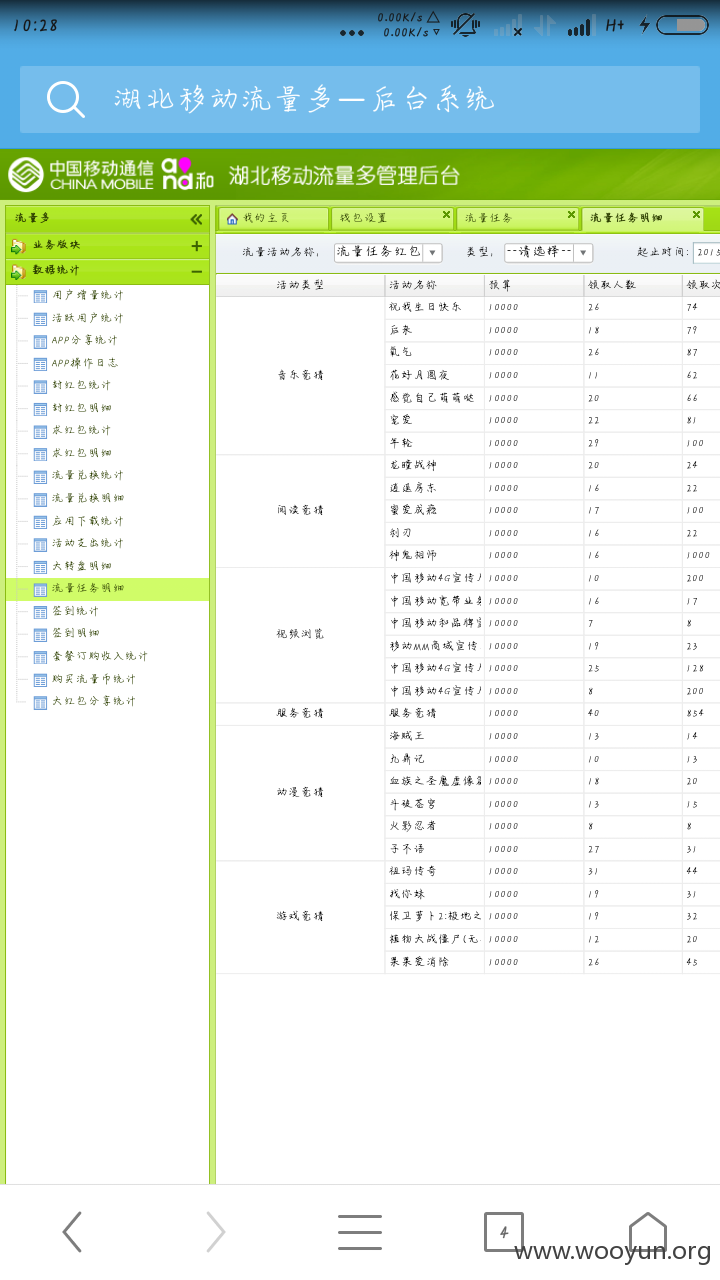 10:28
0.00K/s △
0.00K/s ▽
H+
湖北移动流量多—后台系统
中国移动通信
CHINA MOBILE
and和
湖北移动流量多管理后台
流量多
业务版块
数据统计
用户增量统计
活跃用户统计
APP分享统计
APP操作日志
封红包统计
封红包明细
求红包统计
求红包明细
流量兑换统计
流量兑换明细
应用下载统计
活动支出统计
大转盘明细
流量任务明细
签到统计
签到明细
套餐订购收入统计
购买流量币统计
大红包分享统计
我的主页 钱包设置 流量任务 流量任务明细
流量活动名称: 流量任务红包 类型: --请选择-- 起止时间: 2015
活动类型 活动名称 预算 领取人数 领取次
音乐竞猜
祝我生日快乐 10000 26 74
后来 10000 18 79
氧气 10000 26 87
花好月圆夜 10000 11 62
感觉自己萌萌哒 10000 20 66
宠爱 10000 22 81
年轮 10000 29 100
阅读竞猜
龙瞳战神 10000 20 24
逍遥房东 10000 16 22
蜜爱成瘾 10000 17 100
刹刃 10000 16 22
神鬼相师 10000 16 1000
视频浏览
中国移动4G宣传 10000 10 200
中国移动宽带业务 10000 16 17
中国移动和品牌宣 10000 7 8
移动MM商城宣传 10000 19 23
中国移动4G宣传 10000 25 128
中国移动4G宣传 10000 8 200
服务竞猜 服务竞猜 10000 40 854
动漫竞猜
海贼王 10000 13 14
九鼎记 10000 10 13
血族之圣魔虚像篇 10000 18 20
斗破苍穹 10000 13 15
火影忍者 10000 8 8
子不语 10000 27 31
游戏竞猜
祖玛传奇 10000 31 44
找你妹 10000 19 31
保卫萝卜2:极地之 10000 19 32
植物大战僵尸(无 10000 12 20
果果爱消除 10000 26 45
4
www.wooyun.org